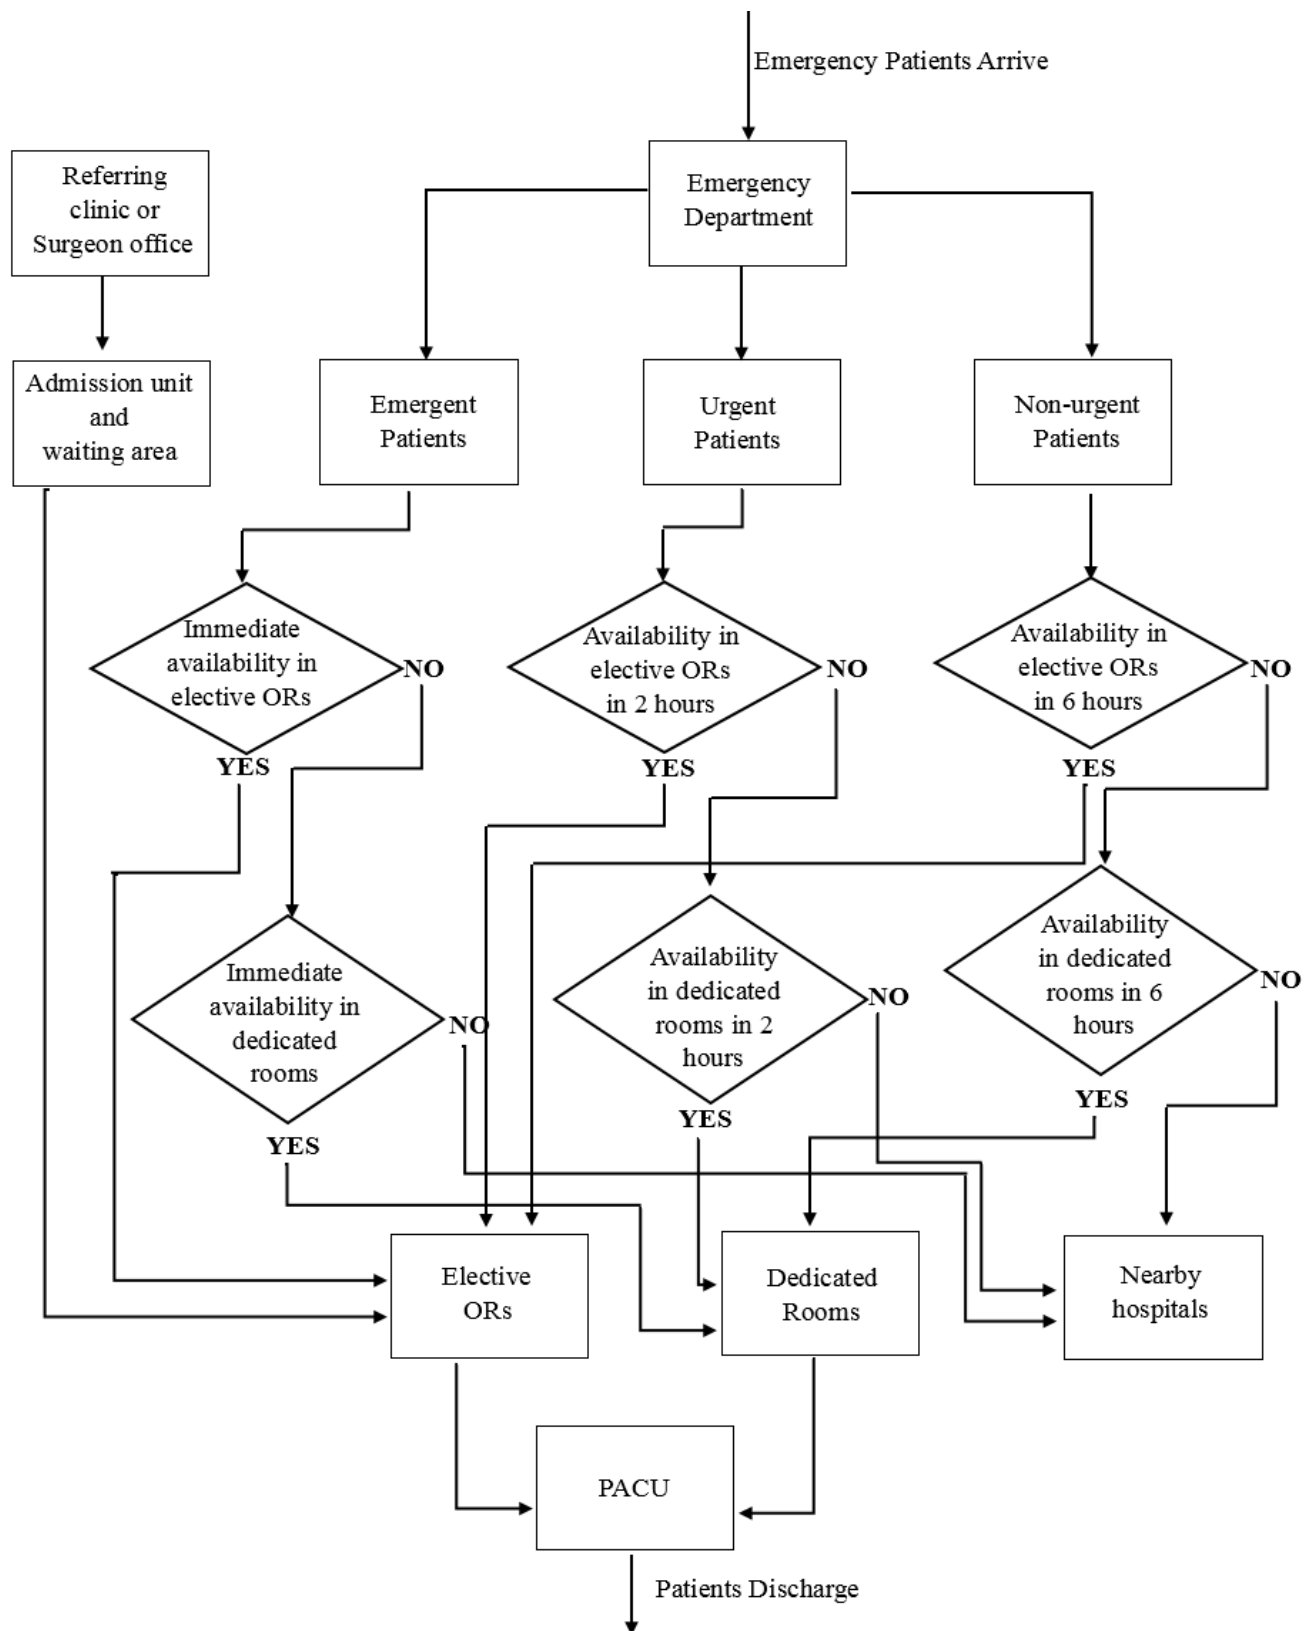 Emergency Patients Arrive
Referring
clinic or
Surgeon office
Emergency
Department
Admission unit
and
waiting area
Emergent
Patients
Urgent
Patients
Non-urgent
Patients
Immediate
availability in
elective ORs
NO
YES
Availability in
elective ORs
in 2 hours
NO
YES
Availability in
elective ORs
in 6 hours
NO
YES
Immediate
availability in
dedicated
rooms
NO
YES
Availability
in dedicated
rooms in 2
hours
NO
YES
Availability
in dedicated
rooms in 6
hours
NO
YES
Elective
ORs
Dedicated
Rooms
Nearby
hospitals
PACU
Patients Discharge